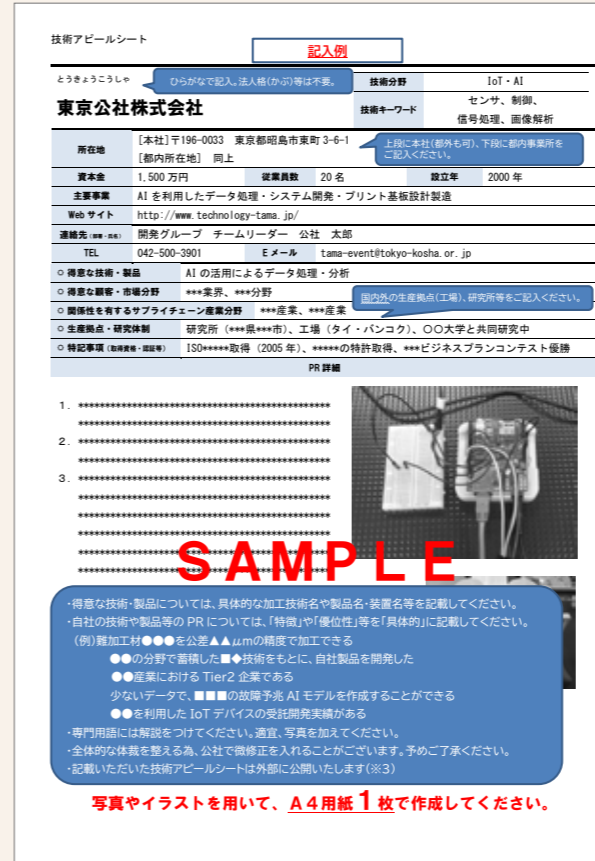 技術アピールシート
記入例
とうきょうこうしゃ
ひらがなで記入。法人格(かぶ)等は不要。
技術分野 IoT・AI
東京公社株式会社
技術キーワード センサ、制御、
信号処理、画像解析
所在地 [本社]〒196-0033 東京都昭島市東町 3-6-1
[都内所在地] 同上
上段に本社(都外も可)、下段に都内事業所を
ご記入ください。
資本金 1,500 万円 従業員数 20 名 設立年 2000 年
主要事業 AI を利用したデータ処理・システム開発・プリント基板設計製造
Web サイト http://www.technology-tama.jp/
連絡先(部署・氏名) 開発グループ チームリーダー 公社 太郎
TEL 042-500-3901 E メール tama-event@tokyo-kosha.or.jp
○ 得意な技術・製品 AI の活用によるデータ処理・分析
○ 得意な顧客・市場分野 ***業界、***分野
国内外の生産拠点(工場)、研究所等をご記入ください。
○ 関係性を有するサプライチェーン産業分野 ***産業、***産業
○ 生産拠点・研究体制 研究所（***県***市）、工場（タイ・バンコク）、〇〇大学と共同研究中
○ 特記事項（取得資格・認証等） ISO*****取得（2005 年）、*****の特許取得、***ビジネスプランコンテスト優勝
PR 詳細
1. ************************************
************************************
2. ************************************
************************************
3. ************************************
************************************
************************************
************************************
************************************
************************************
SAMPLE
・得意な技術・製品については、具体的な加工技術名や製品名・装置名等を記載してください。
・自社の技術や製品等の PR については、「特徴」や「優位性」等を「具体的」に記載してください。
(例)難加工材●●●を公差▲▲μmの精度で加工できる
●●の分野で蓄積した■◆技術をもとに、自社製品を開発した
●●産業における Tier2 企業である
少ないデータで、■■■の故障予兆 AI モデルを作成することができる
●●を利用した IoT デバイスの受託開発実績がある
・専門用語には解説をつけてください。適宜、写真を加えてください。
・全体的な体裁を整える為、公社で微修正を入れることがございます。予めご了承ください。
・記載いただいた技術アピールシートは外部に公開いたします(※3)
写真やイラストを用いて、A4用紙1枚で作成してください。